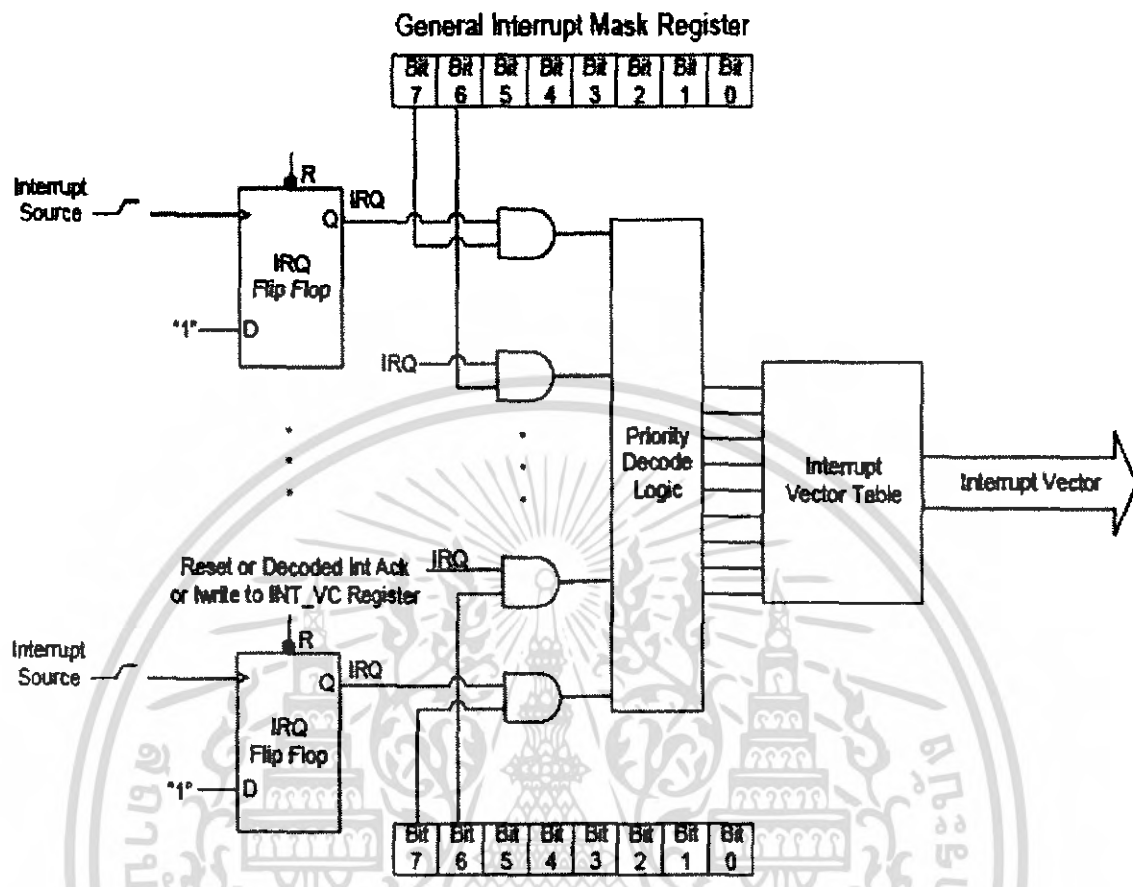 General Interrupt Mask Register
Bit 7 Bit 6 Bit 5 Bit 4 Bit 3 Bit 2 Bit 1 Bit 0
R
Interrupt Source
IRQ
Q
IRQ Flip Flop
"1"
D
IRQ
Priority Decode Logic
Interrupt Vector Table
Interrupt Vector
Reset or Decoded Int Ack
or Iwrite to INT_VC Register
IRQ
R
Interrupt Source
IRQ
Q
IRQ Flip Flop
"1"
D
Bit 7 Bit 6 Bit 5 Bit 4 Bit 3 Bit 2 Bit 1 Bit 0